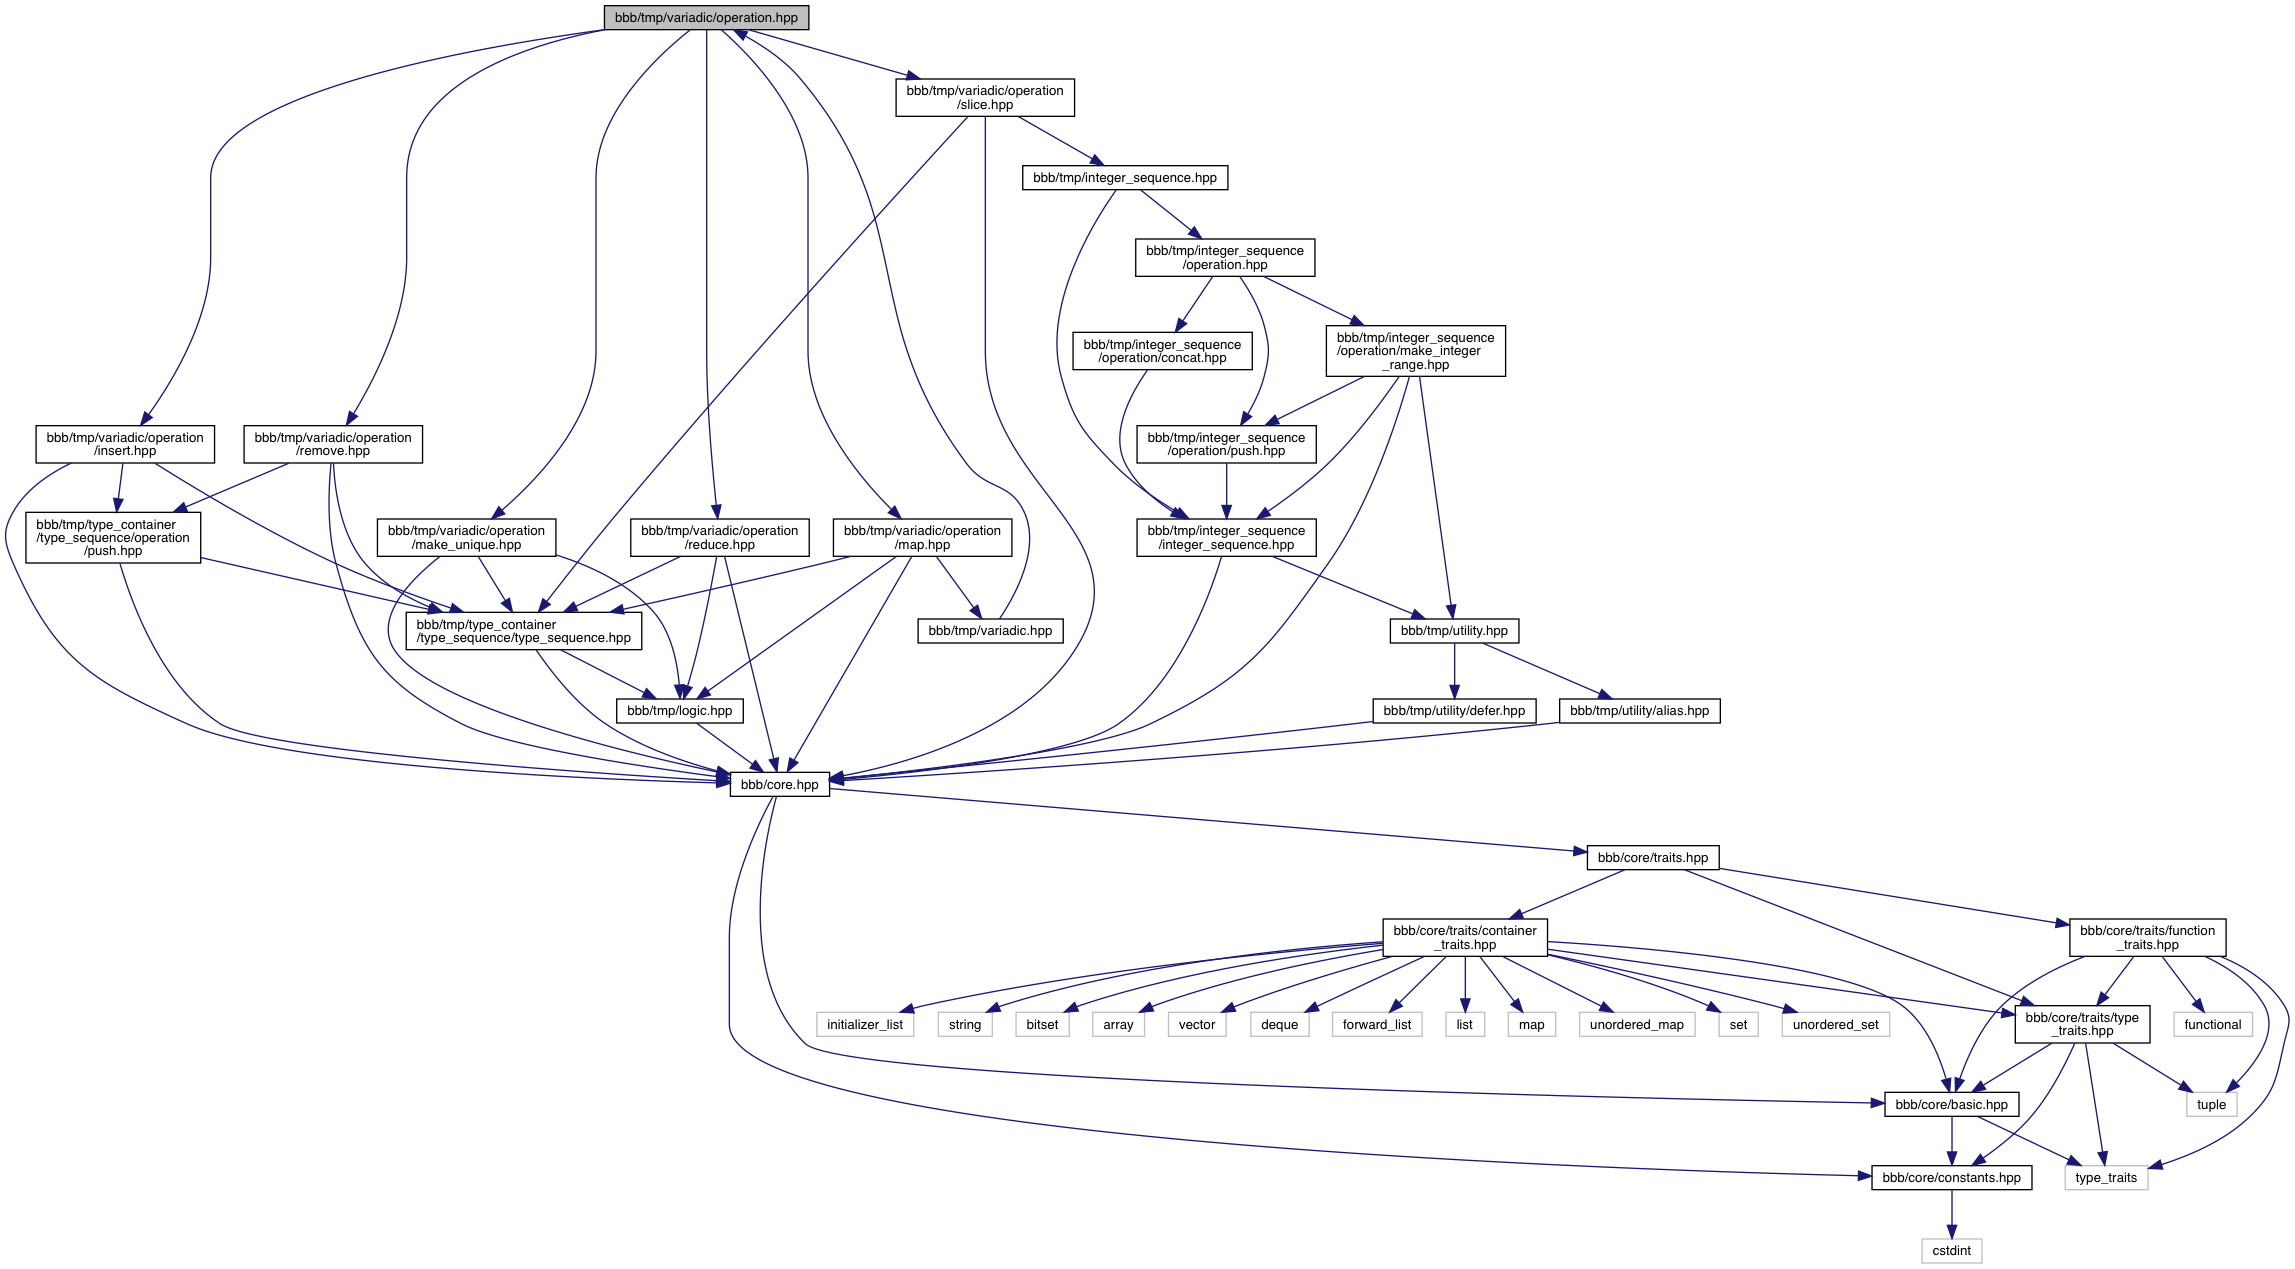 bbb/tmp/variadic/operation.hpp
bbb/tmp/variadic/operation
/slice.hpp
bbb/tmp/integer_sequence.hpp
bbb/tmp/integer_sequence
/operation.hpp
bbb/tmp/integer_sequence
/operation/concat.hpp
bbb/tmp/integer_sequence
/operation/make_integer
_range.hpp
bbb/tmp/variadic/operation
/insert.hpp
bbb/tmp/variadic/operation
/remove.hpp
bbb/tmp/integer_sequence
/operation/push.hpp
bbb/tmp/type_container
/type_sequence/operation
/push.hpp
bbb/tmp/variadic/operation
/make_unique.hpp
bbb/tmp/variadic/operation
/reduce.hpp
bbb/tmp/variadic/operation
/map.hpp
bbb/tmp/integer_sequence
/integer_sequence.hpp
bbb/tmp/type_container
/type_sequence/type_sequence.hpp
bbb/tmp/variadic.hpp
bbb/tmp/utility.hpp
bbb/tmp/logic.hpp
bbb/tmp/utility/defer.hpp
bbb/tmp/utility/alias.hpp
bbb/core.hpp
bbb/core/traits.hpp
bbb/core/traits/container
_traits.hpp
bbb/core/traits/function
_traits.hpp
initializer_list
string
bitset
array
vector
deque
forward_list
list
map
unordered_map
set
unordered_set
bbb/core/traits/type
_traits.hpp
functional
bbb/core/basic.hpp
tuple
bbb/core/constants.hpp
type_traits
cstdint